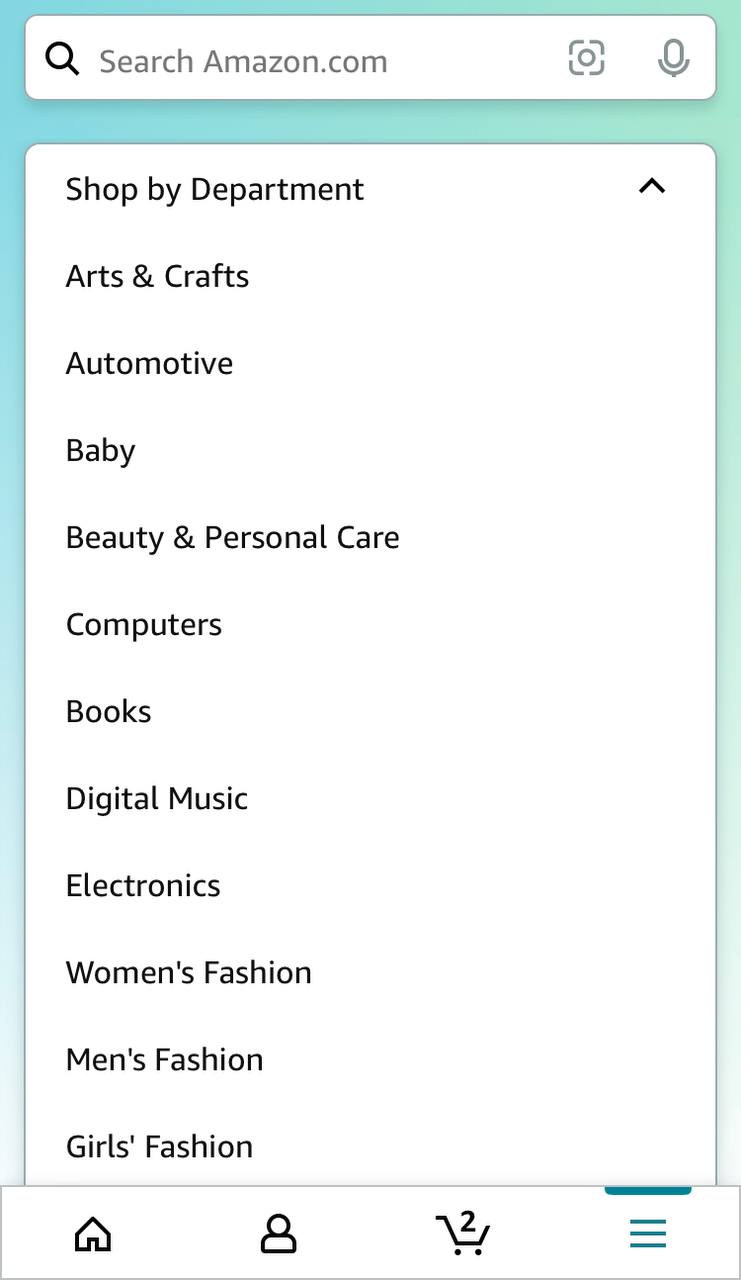 Search Amazon.com
Shop by Department
Arts & Crafts
Automotive
Baby
Beauty & Personal Care
Computers
Books
Digital Music
Electronics
Women's Fashion
Men's Fashion
Girls' Fashion
2